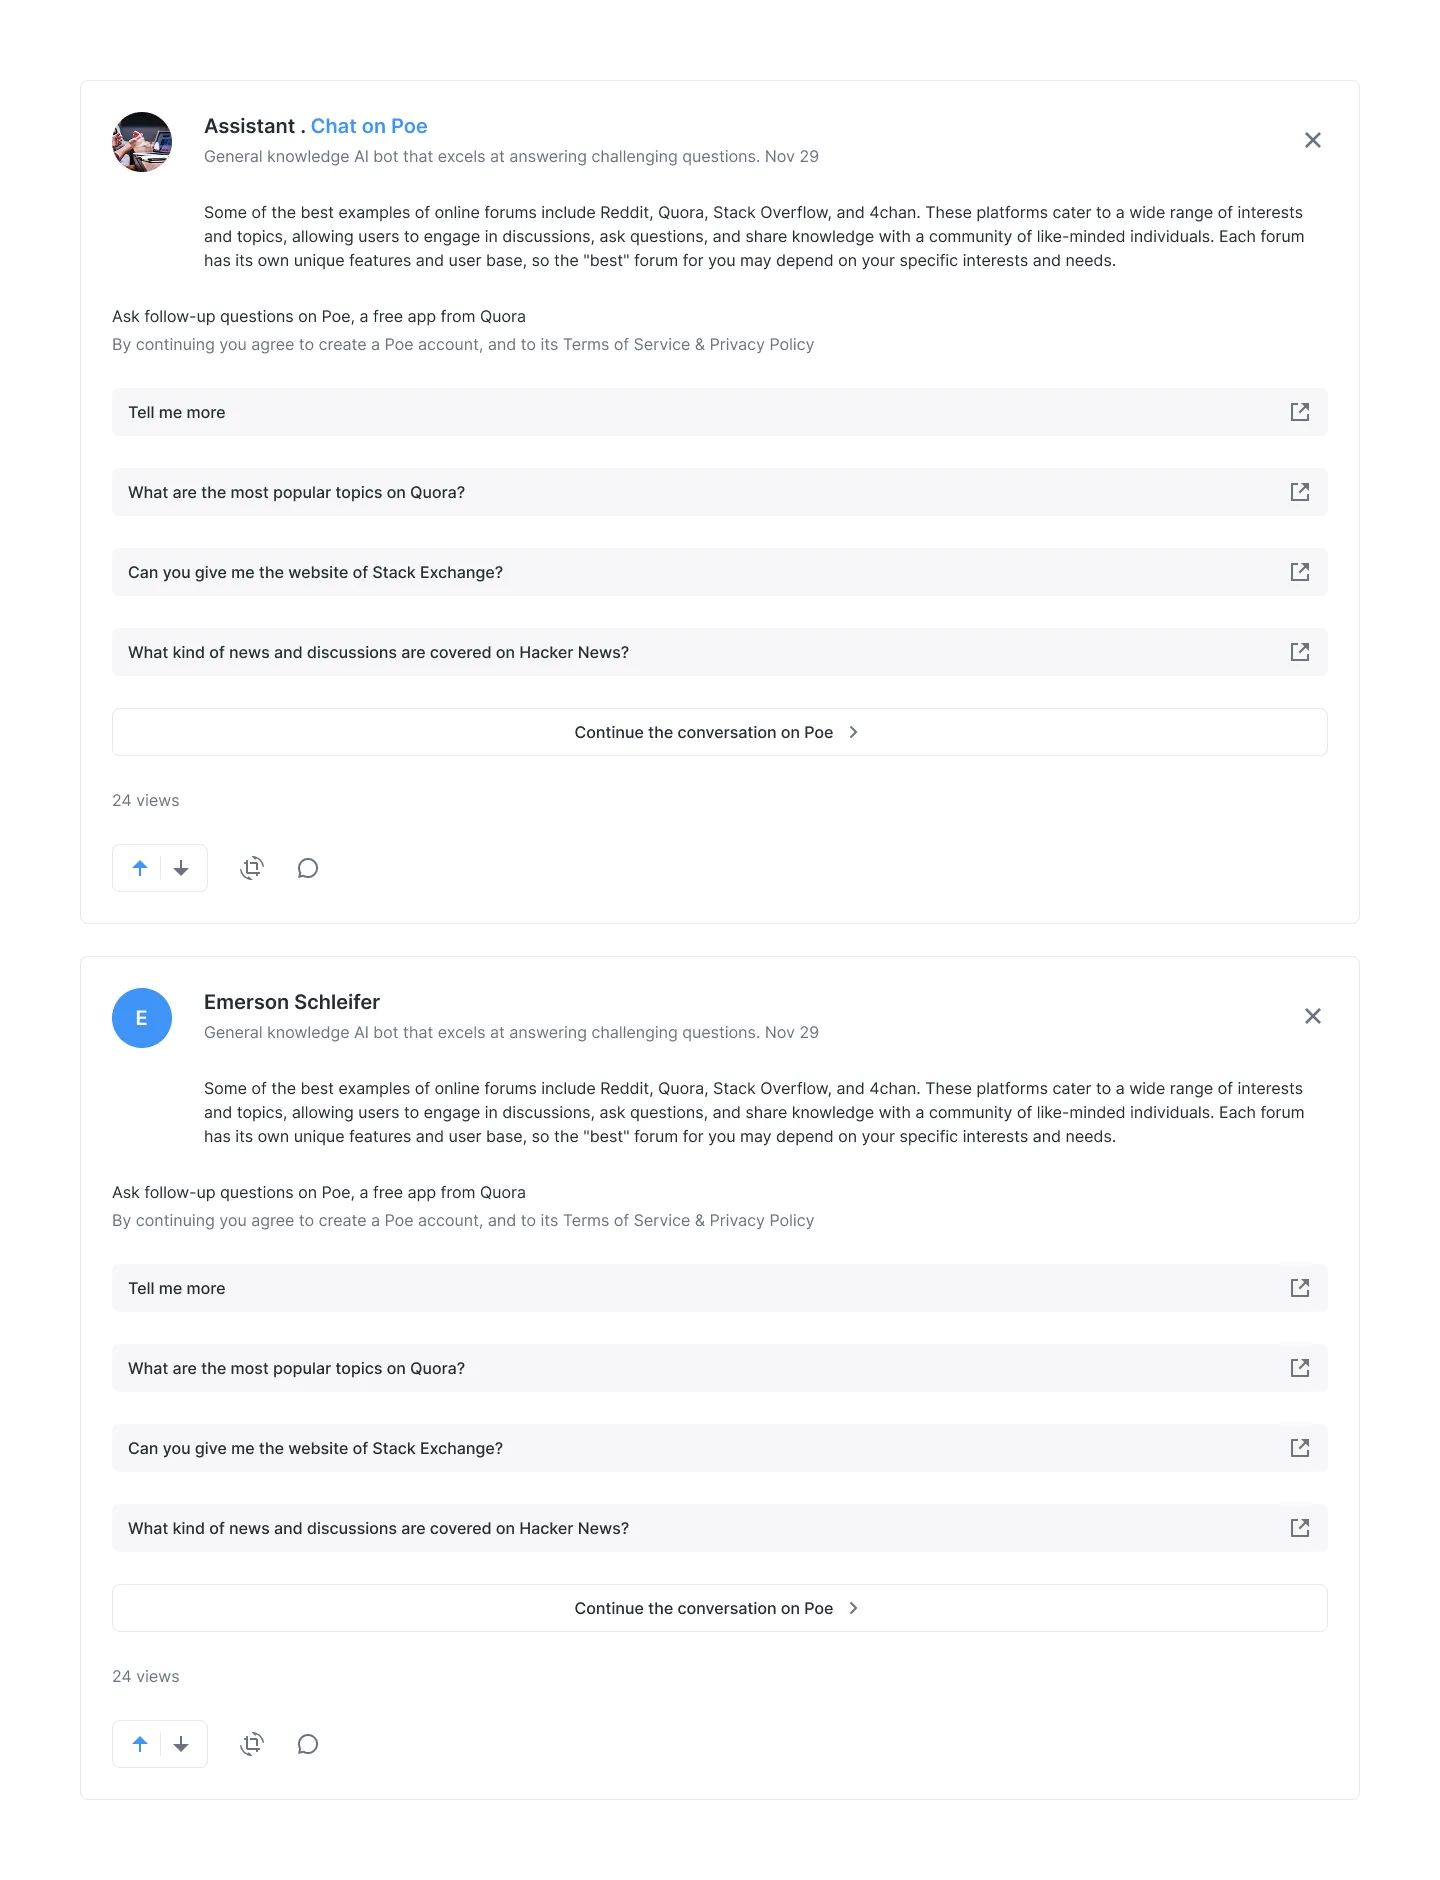 Assistant . Chat on Poe
General knowledge AI bot that excels at answering challenging questions. Nov 29
Some of the best examples of online forums include Reddit, Quora, Stack Overflow, and 4chan. These platforms cater to a wide range of interests
and topics, allowing users to engage in discussions, ask questions, and share knowledge with a community of like-minded individuals. Each forum
has its own unique features and user base, so the "best" forum for you may depend on your specific interests and needs.
Ask follow-up questions on Poe, a free app from Quora
By continuing you agree to create a Poe account, and to its Terms of Service & Privacy Policy
Tell me more
What are the most popular topics on Quora?
Can you give me the website of Stack Exchange?
What kind of news and discussions are covered on Hacker News?
Continue the conversation on Poe
24 views
E
Emerson Schleifer
General knowledge AI bot that excels at answering challenging questions. Nov 29
Some of the best examples of online forums include Reddit, Quora, Stack Overflow, and 4chan. These platforms cater to a wide range of interests
and topics, allowing users to engage in discussions, ask questions, and share knowledge with a community of like-minded individuals. Each forum
has its own unique features and user base, so the "best" forum for you may depend on your specific interests and needs.
Ask follow-up questions on Poe, a free app from Quora
By continuing you agree to create a Poe account, and to its Terms of Service & Privacy Policy
Tell me more
What are the most popular topics on Quora?
Can you give me the website of Stack Exchange?
What kind of news and discussions are covered on Hacker News?
Continue the conversation on Poe
24 views